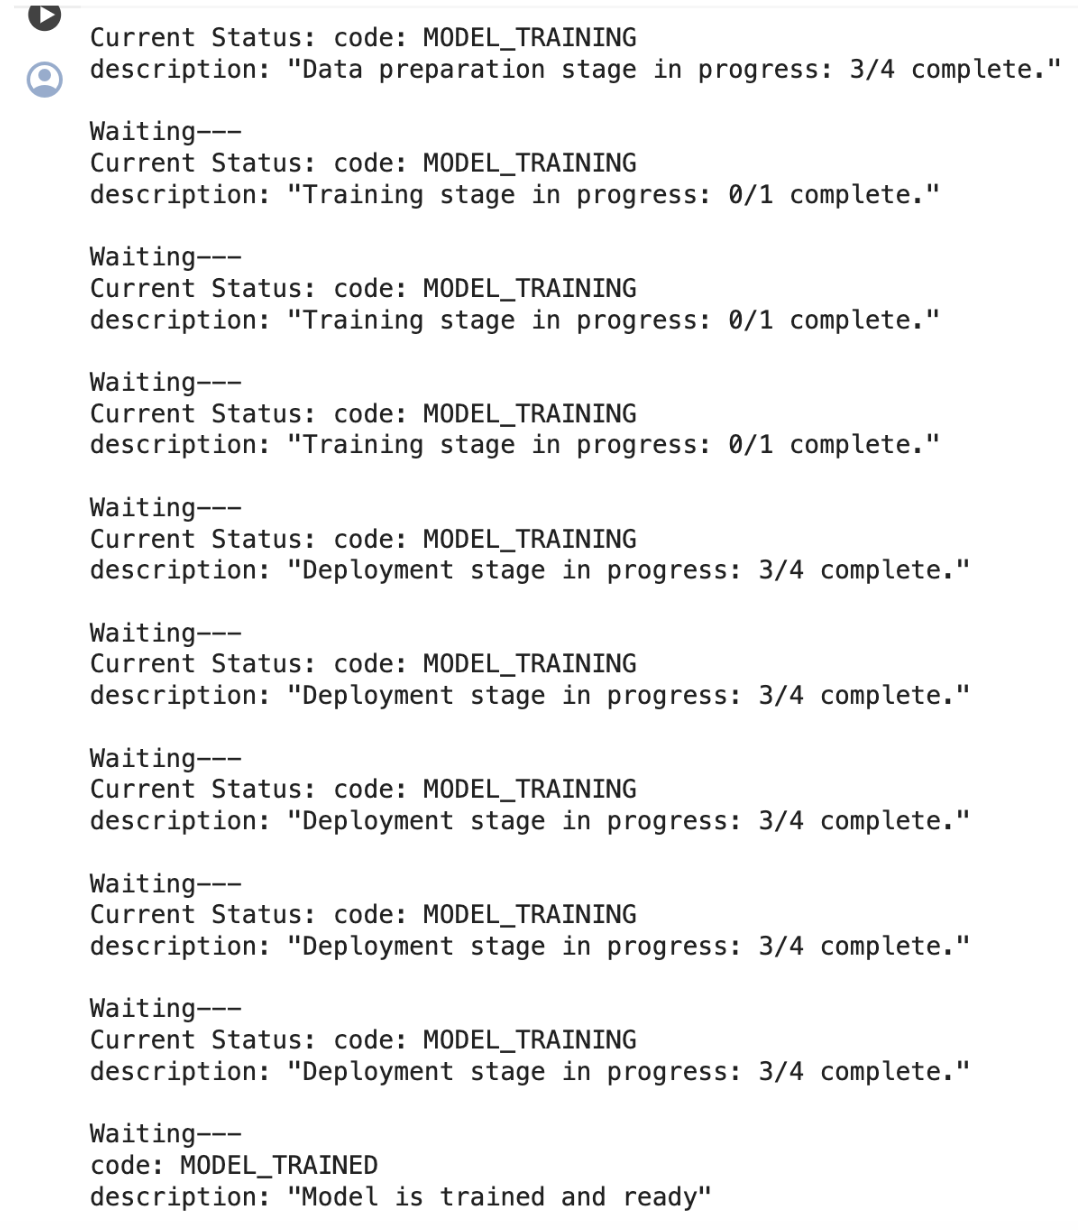 Current Status: code: MODEL_TRAINING
description: "Data preparation stage in progress: 3/4 complete."
Waiting---
Current Status: code: MODEL_TRAINING
description: "Training stage in progress: 0/1 complete."
Waiting---
Current Status: code: MODEL_TRAINING
description: "Training stage in progress: 0/1 complete."
Waiting---
Current Status: code: MODEL_TRAINING
description: "Training stage in progress: 0/1 complete."
Waiting---
Current Status: code: MODEL_TRAINING
description: "Deployment stage in progress: 3/4 complete."
Waiting---
Current Status: code: MODEL_TRAINING
description: "Deployment stage in progress: 3/4 complete."
Waiting---
Current Status: code: MODEL_TRAINING
description: "Deployment stage in progress: 3/4 complete."
Waiting---
Current Status: code: MODEL_TRAINING
description: "Deployment stage in progress: 3/4 complete."
Waiting---
Current Status: code: MODEL_TRAINING
description: "Deployment stage in progress: 3/4 complete."
Waiting---
code: MODEL_TRAINED
description: "Model is trained and ready"